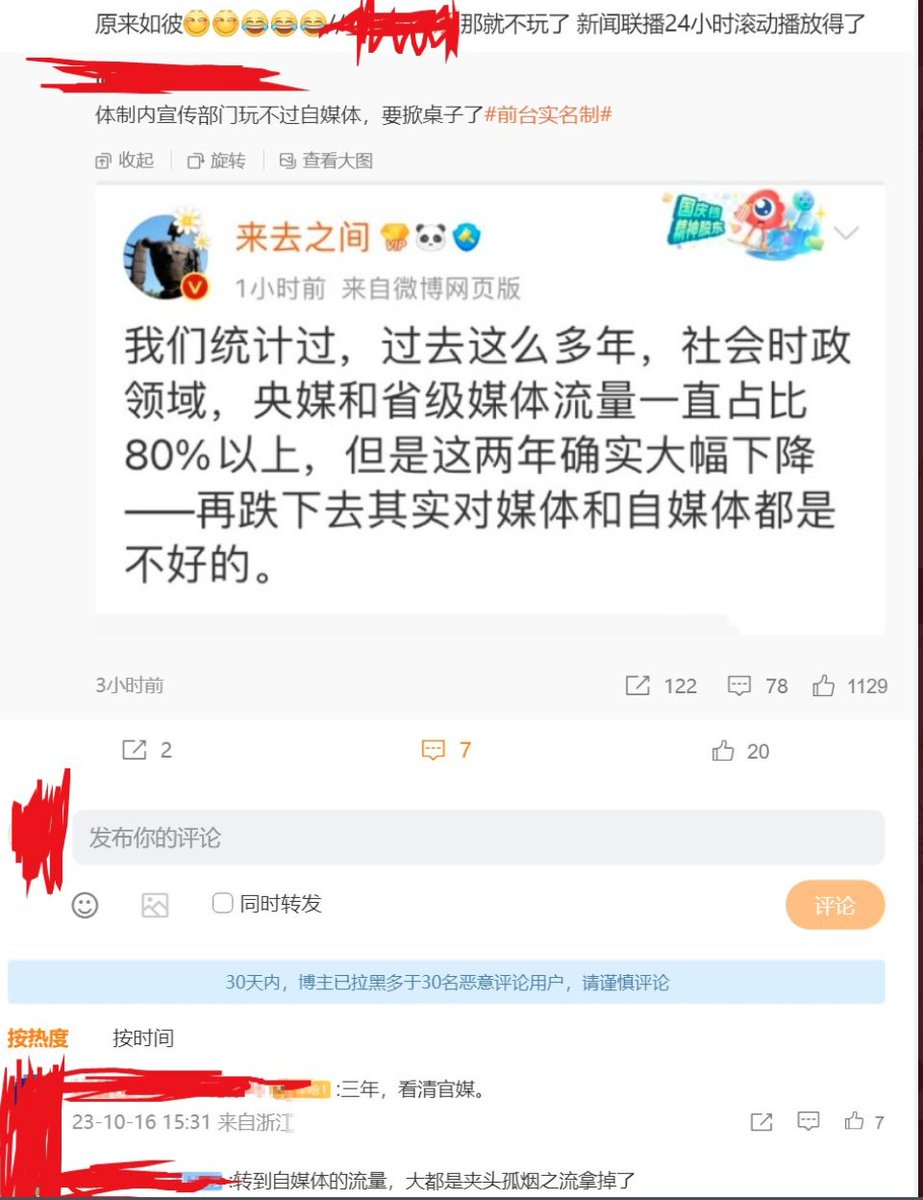 原来如彼//那就不玩了 新闻联播24小时滚动播放得了
体制内宣传部门玩不过自媒体，要掀桌子了#前台实名制#
收起 旋转 查看大图
来去之间 VIP
国庆档
精神股东
1小时前 来自微博网页版
我们统计过，过去这么多年，社会时政
领域，央媒和省级媒体流量一直占比
80%以上，但是这两年确实大幅下降
——再跌下去其实对媒体和自媒体都是
不好的。
3小时前 122 78 1129
2 7 20
发布你的评论
同时转发 评论
30天内，博主已拉黑多于30名恶意评论用户，请谨慎评论
按热度 按时间
:三年，看清官媒。
23-10-16 15:31 来自浙江 7
:转到自媒体的流量，大都是夹头孤烟之流拿掉了